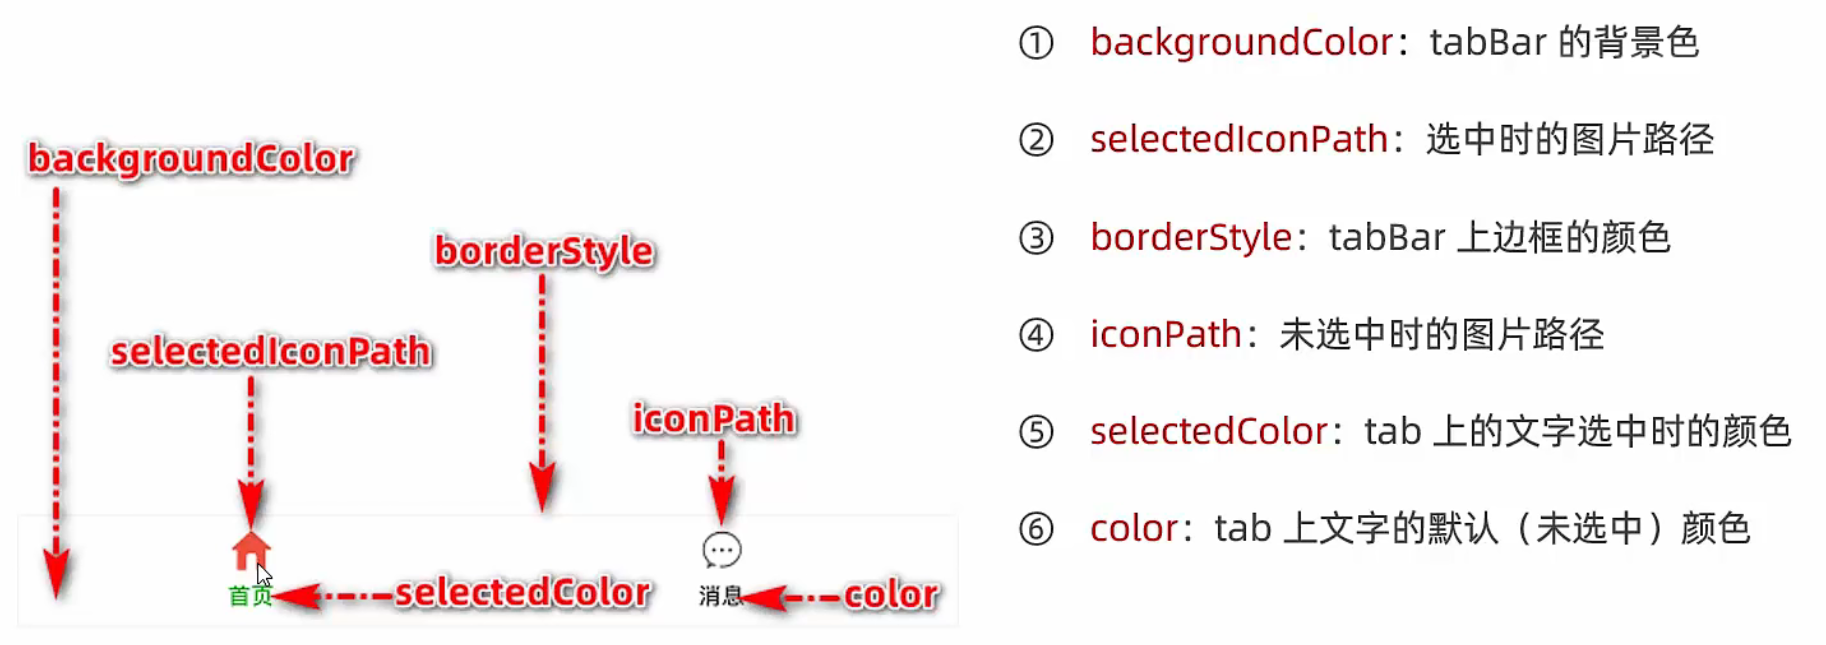 backgroundColor
borderStyle
selectedIconPath
iconPath
首页
selectedColor
消息
color
① backgroundColor：tabBar 的背景色
② selectedIconPath：选中时的图片路径
③ borderStyle：tabBar 上边框的颜色
④ iconPath：未选中时的图片路径
⑤ selectedColor：tab 上的文字选中时的颜色
⑥ color：tab 上文字的默认（未选中）颜色